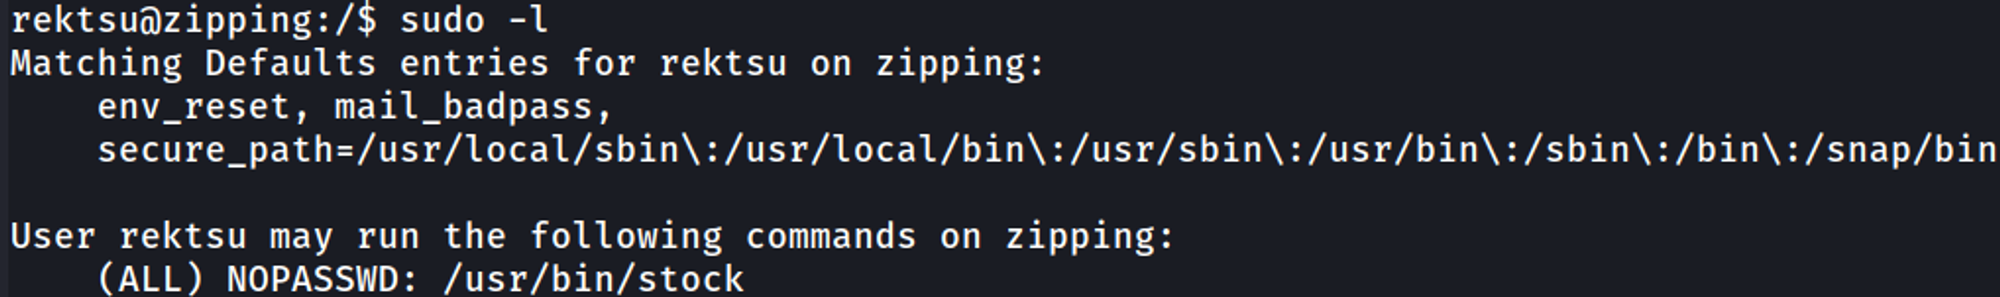 rektsu@zipping:/$ sudo -l
Matching Defaults entries for rektsu on zipping:
    env_reset, mail_badpass,
    secure_path=/usr/local/sbin\:/usr/local/bin\:/usr/sbin\:/usr/bin\:/sbin\:/bin\:/snap/bin

User rektsu may run the following commands on zipping:
    (ALL) NOPASSWD: /usr/bin/stock